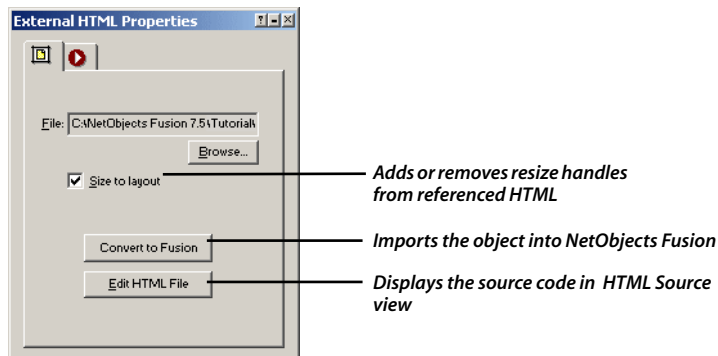 External HTML Properties
File: C:\NetObjects Fusion 7.5\Tutorial\
Browse...
Size to layout
Adds or removes resize handles
from referenced HTML
Convert to Fusion
Imports the object into NetObjects Fusion
Edit HTML File
Displays the source code in HTML Source
view